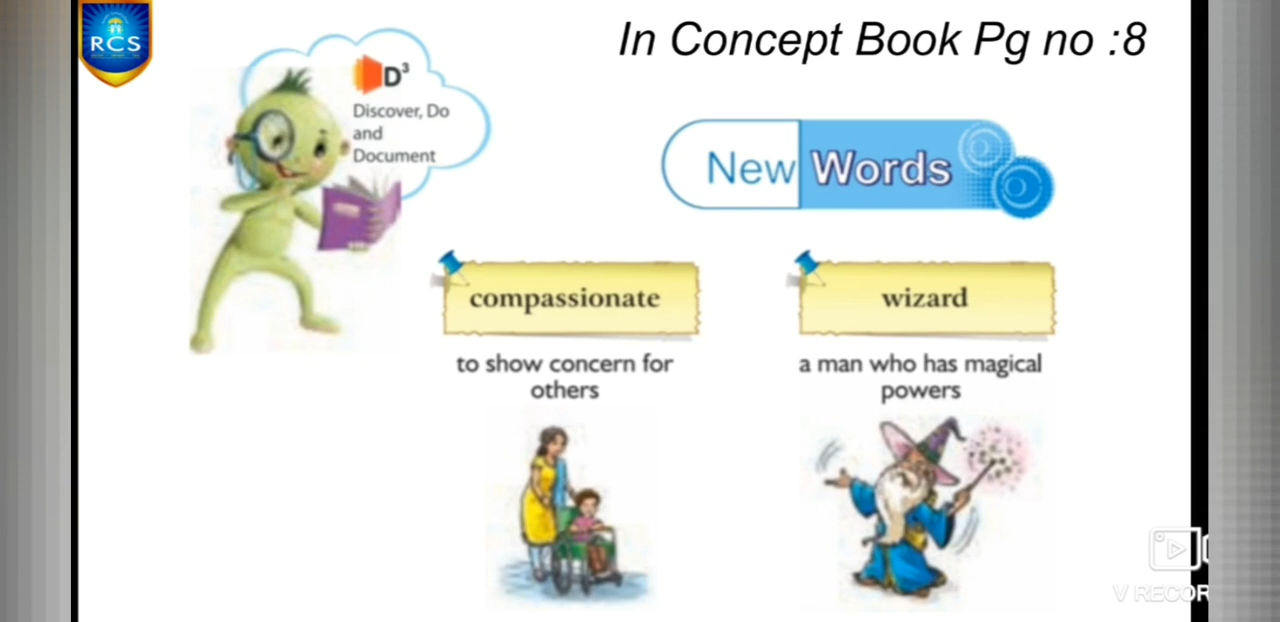 RCS
In Concept Book Pg no :8
D³
Discover, Do
and
Document
New Words
compassionate
wizard
to show concern for
others
a man who has magical
powers
V RECOR